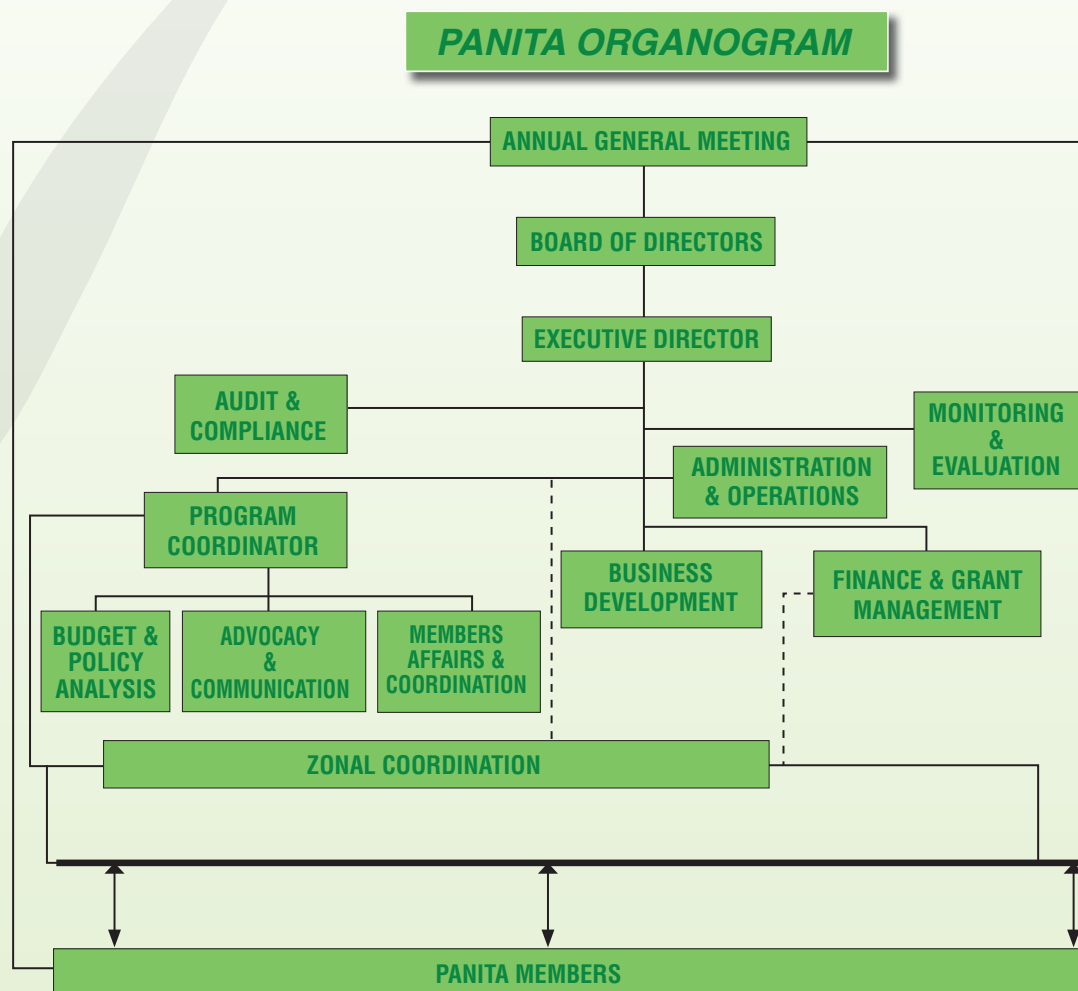 PANITA ORGANOGRAM
ANNUAL GENERAL MEETING
BOARD OF DIRECTORS
EXECUTIVE DIRECTOR
AUDIT &
COMPLIANCE
MONITORING
&
EVALUATION
ADMINISTRATION
& OPERATIONS
PROGRAM
COORDINATOR
BUSINESS
DEVELOPMENT
FINANCE & GRANT
MANAGEMENT
BUDGET &
POLICY
ANALYSIS
ADVOCACY
&
COMMUNICATION
MEMBERS
AFFAIRS &
COORDINATION
ZONAL COORDINATION
PANITA MEMBERS